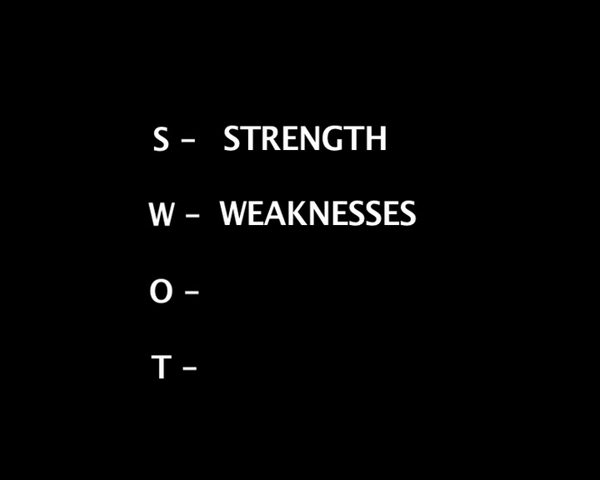 S – STRENGTH
W – WEAKNESSES
O –
T –